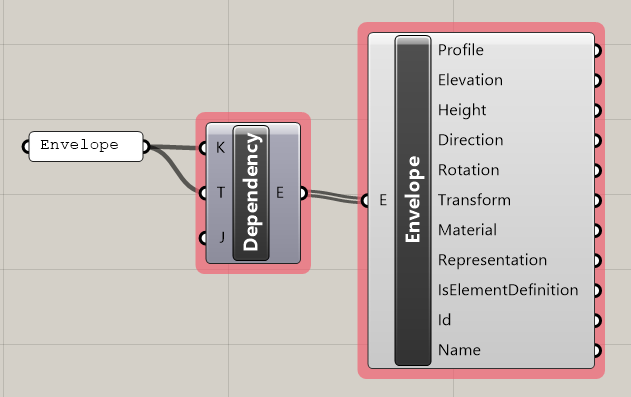 Envelope
K
T
J
Dependency
E
E
Envelope
Profile
Elevation
Height
Direction
Rotation
Transform
Material
Representation
IsElementDefinition
Id
Name